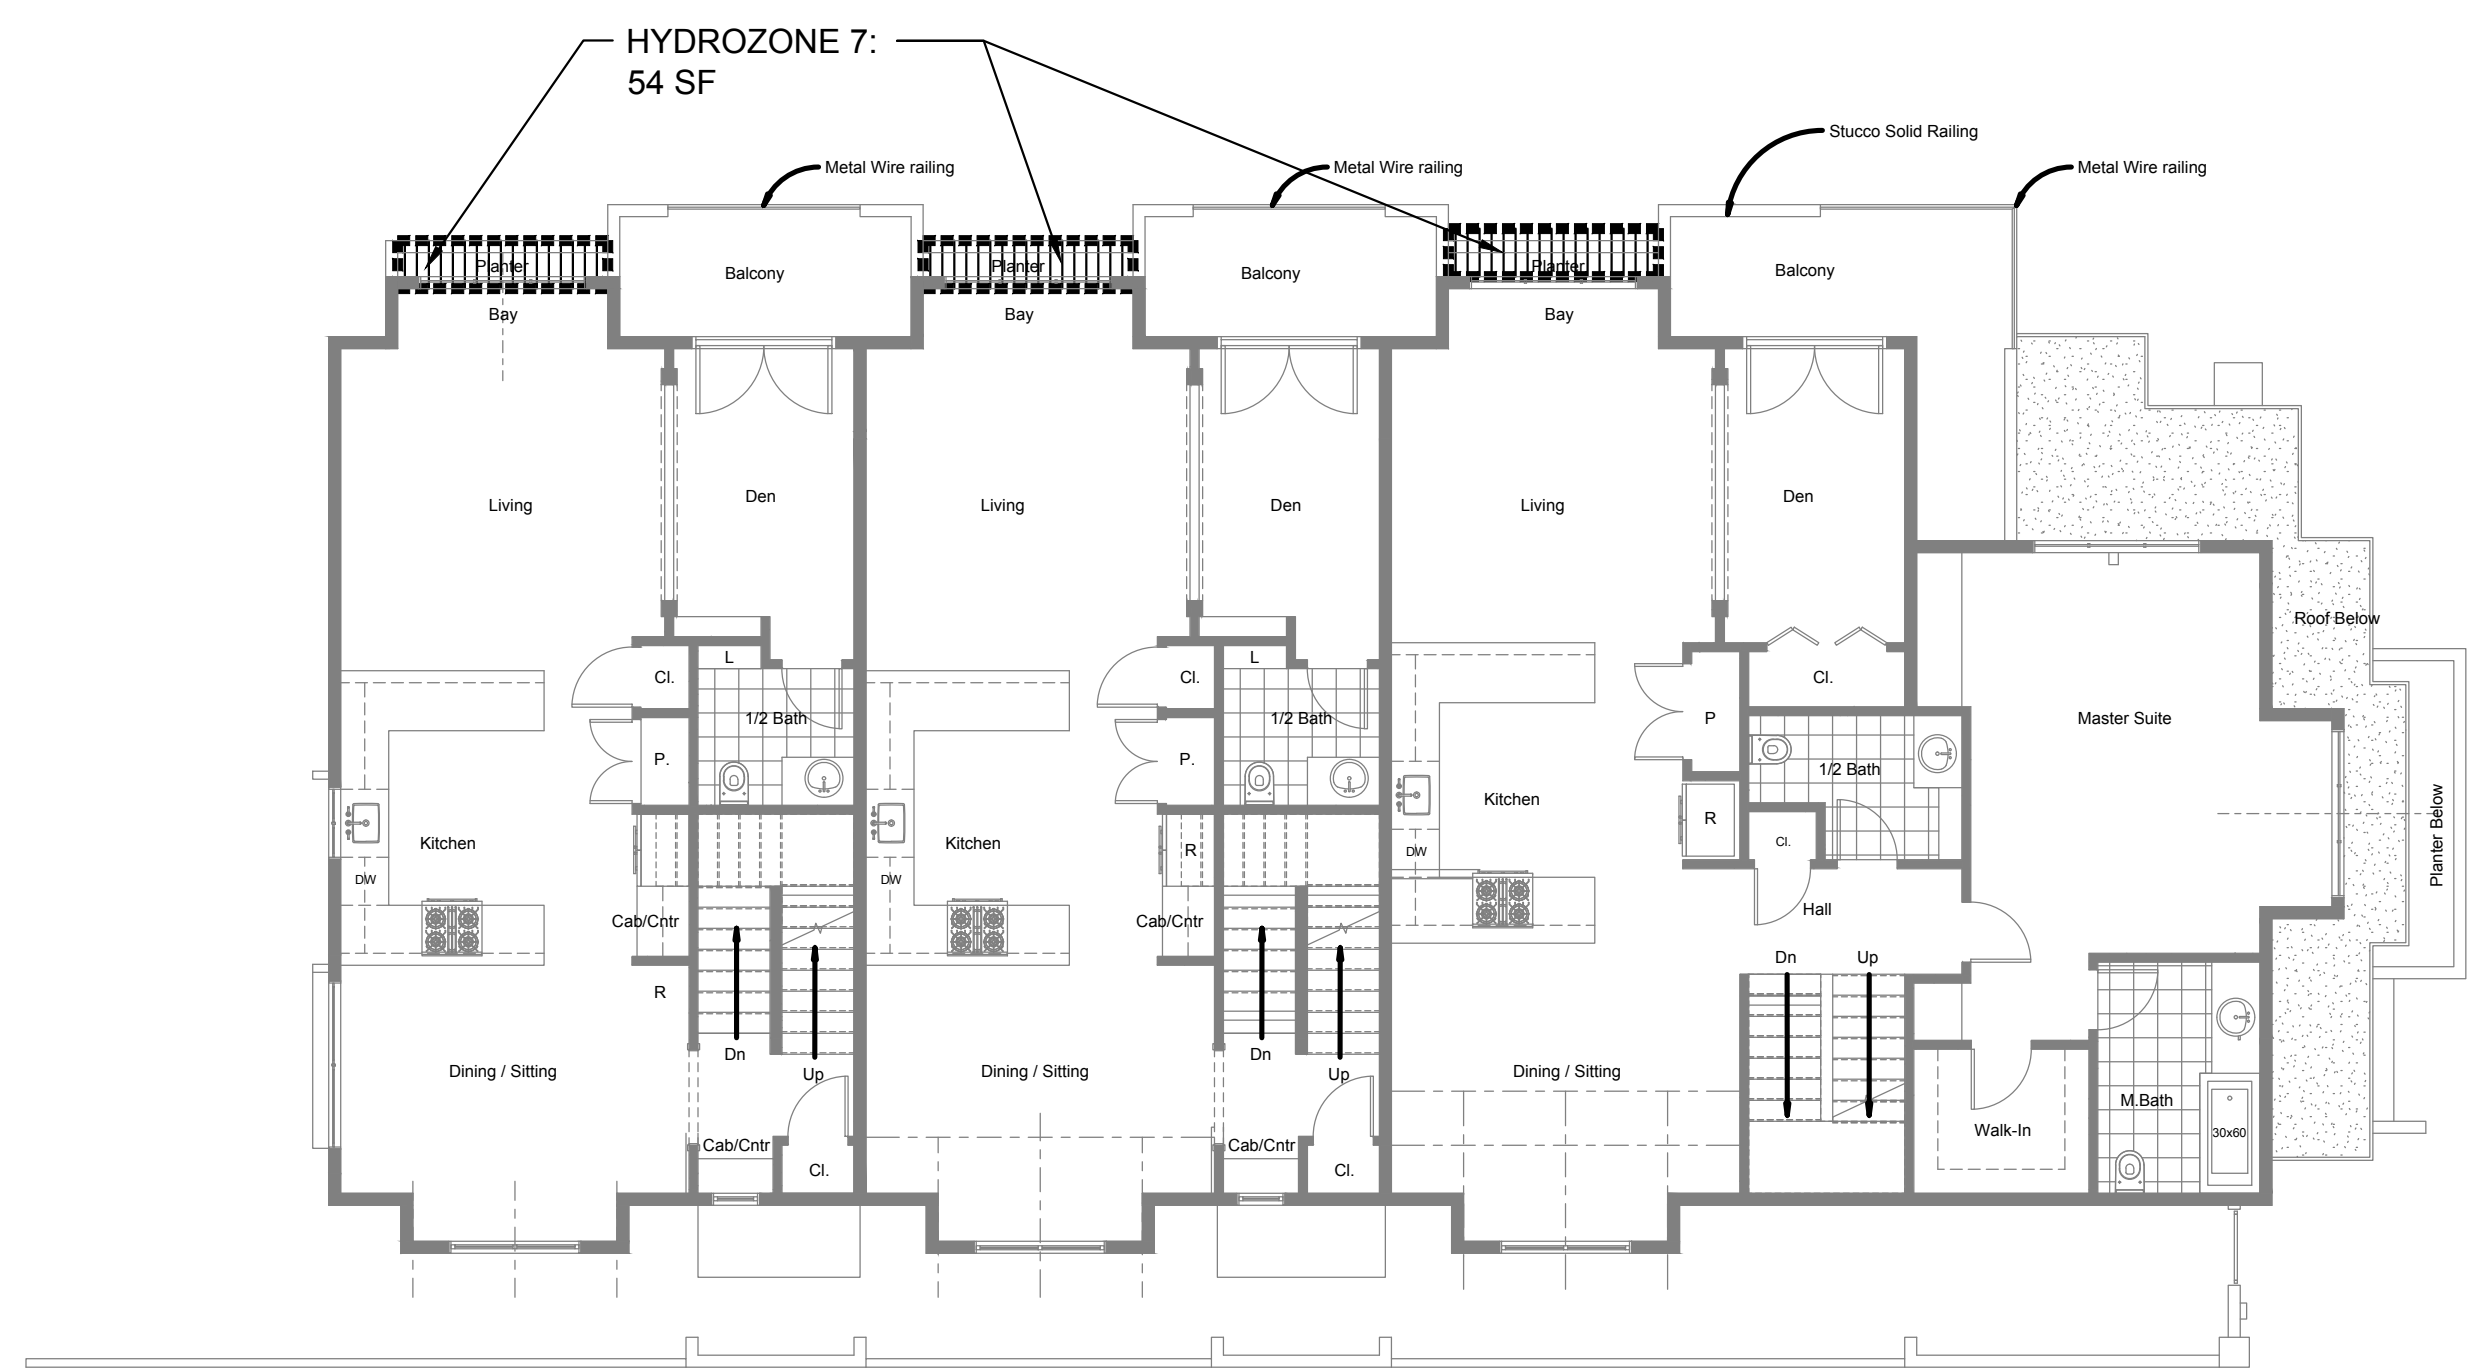 HYDROZONE 7:
54 SF
Stucco Solid Railing
Metal Wire railing
Metal Wire railing
Metal Wire railing
Planter
Balcony
Planter
Balcony
Planter
Balcony
Bay
Bay
Bay
Living
Den
Living
Den
Living
Den
Roof Below
L
L
Cl.
Cl.
Cl.
1/2 Bath
1/2 Bath
P
Master Suite
P.
P.
1/2 Bath
Kitchen
R
Kitchen
Kitchen
R
Cl.
DW
DW
DW
Planter Below
Cab/Cntr
Cab/Cntr
Hall
R
Dn
Up
Dn
Dn
Up
Up
Dining / Sitting
Dining / Sitting
Dining / Sitting
M.Bath
Cab/Cntr
Cab/Cntr
Walk-In
30x60
Cl.
Cl.